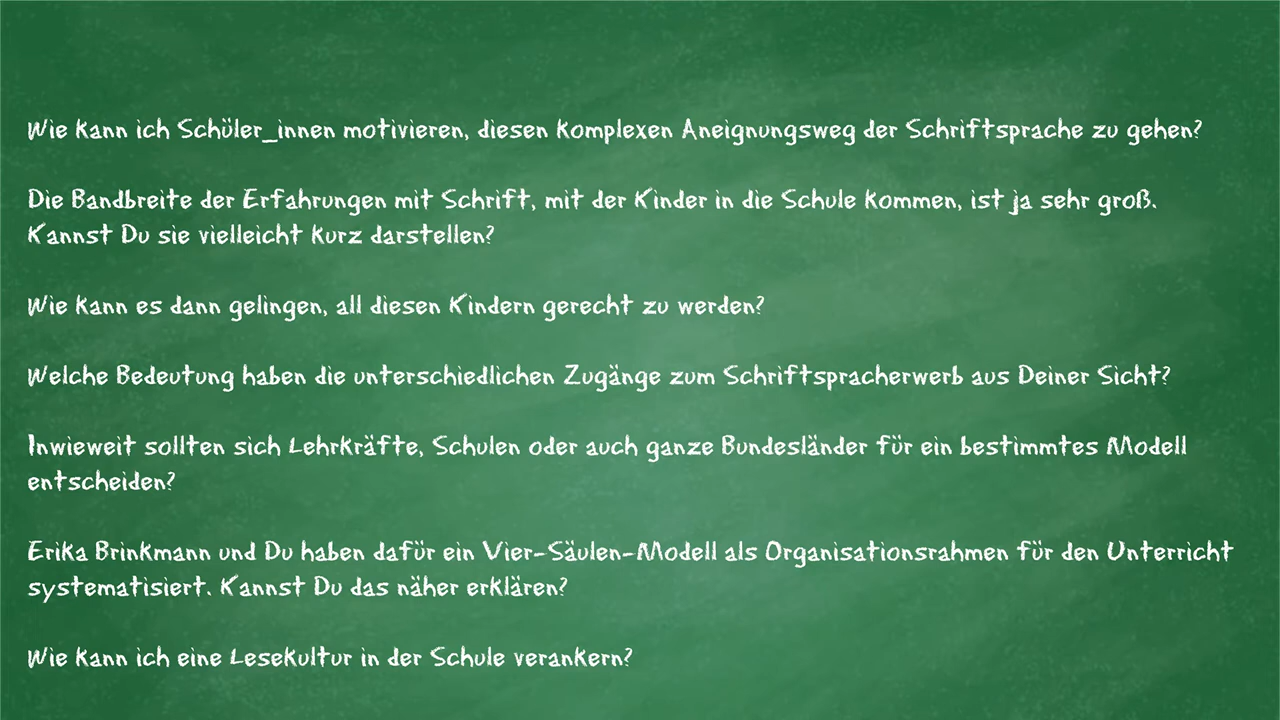 Wie kann ich Schüler_innen motivieren, diesen komplexen Aneignungsweg der Schriftsprache zu gehen?
Die Bandbreite der Erfahrungen mit Schrift, mit der Kinder in die Schule kommen, ist ja sehr groß.
Kannst Du sie vielleicht kurz darstellen?
Wie kann es dann gelingen, all diesen Kindern gerecht zu werden?
Welche Bedeutung haben die unterschiedlichen Zugänge zum Schriftspracherwerb aus Deiner Sicht?
Inwieweit sollten sich Lehrkräfte, Schulen oder auch ganze Bundesländer für ein bestimmtes Modell
entscheiden?
Erika Brinkmann und Du haben dafür ein Vier-Säulen-Modell als Organisationsrahmen für den Unterricht
systematisiert. Kannst Du das näher erklären?
Wie kann ich eine Lesekultur in der Schule verankern?